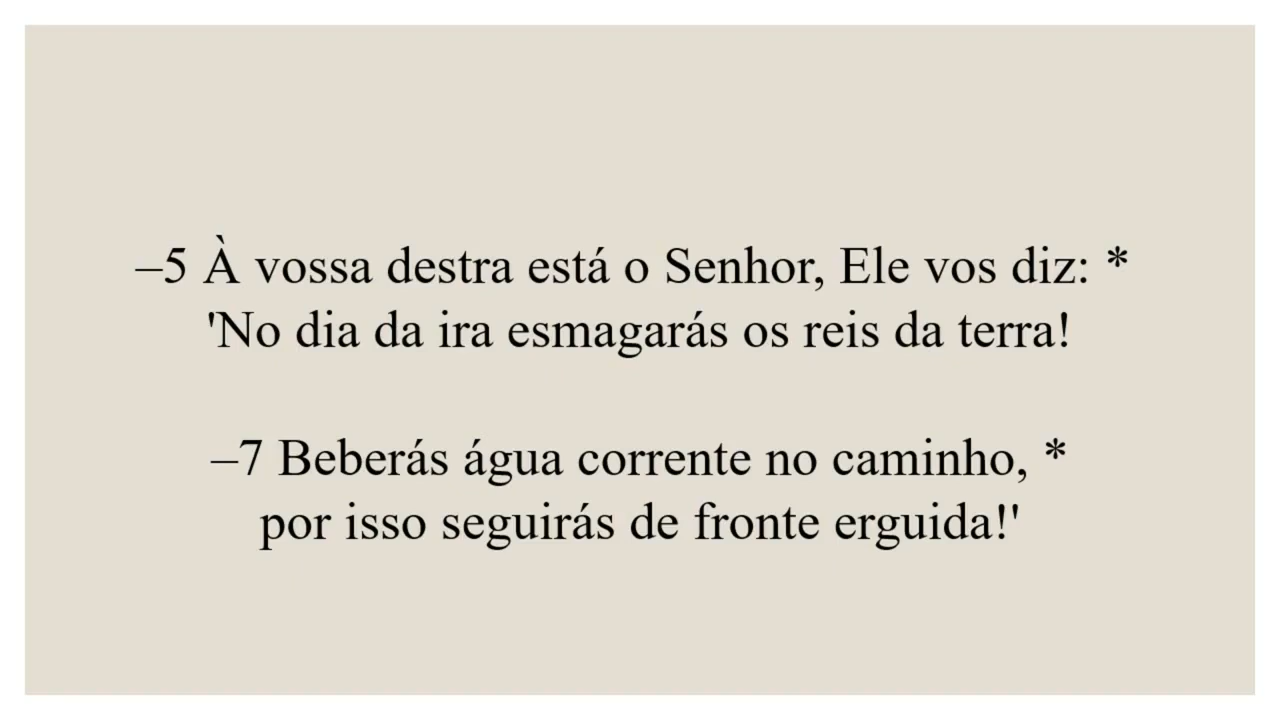 –5 À vossa destra está o Senhor, Ele vos diz: *
'No dia da ira esmagarás os reis da terra!
–7 Beberás água corrente no caminho, *
por isso seguirás de fronte erguida!'